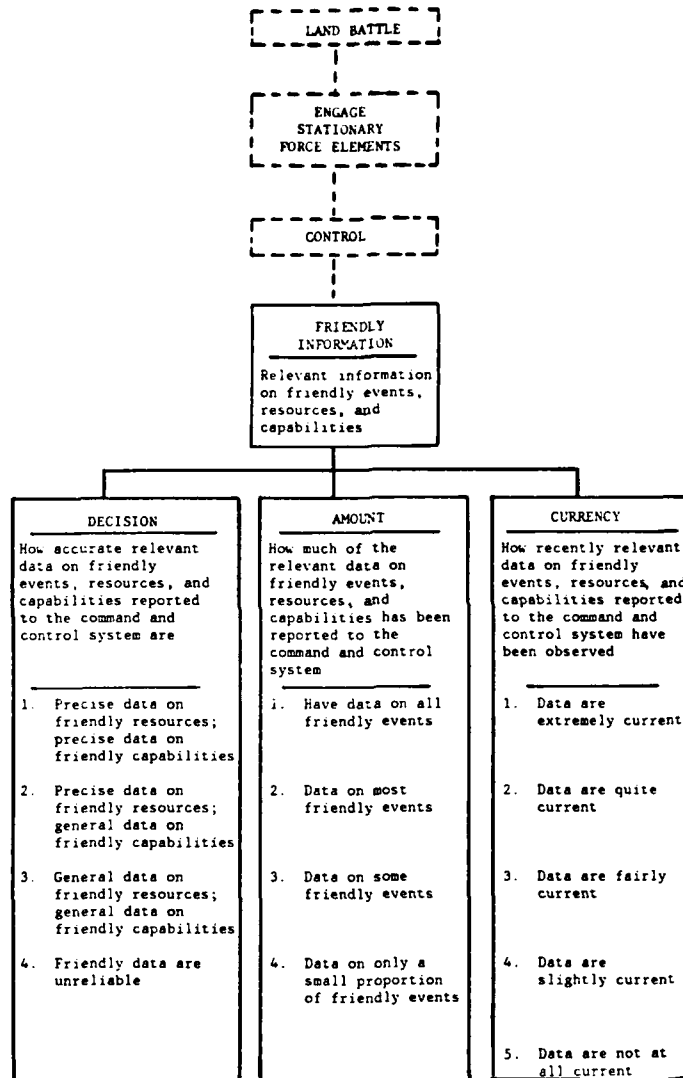 LAND BATTLE
ENGAGE
STATIONARY
FORCE ELEMENTS
CONTROL
FRIENDLY
INFORMATION
Relevant information
on friendly events,
resources, and
capabilities
DECISION
How accurate relevant
data on friendly
events, resources, and
capabilities reported
to the command and
control system are
1. Precise data on
friendly resources;
precise data on
friendly capabilities
2. Precise data on
friendly resources;
general data on
friendly capabilities
3. General data on
friendly resources;
general data on
friendly capabilities
4. Friendly data are
unreliable
AMOUNT
How much of the
relevant data on
friendly events,
resources, and
capabilities has been
reported to the
command and control
system
1. Have data on all
friendly events
2. Data on most
friendly events
3. Data on some
friendly events
4. Data on only a
small proportion
of friendly events
CURRENCY
How recently relevant
data on friendly
events, resources, and
capabilities reported
to the command and
control system have
been observed
1. Data are
extremely current
2. Data are quite
current
3. Data are fairly
current
4. Data are
slightly current
5. Data are not at
all current